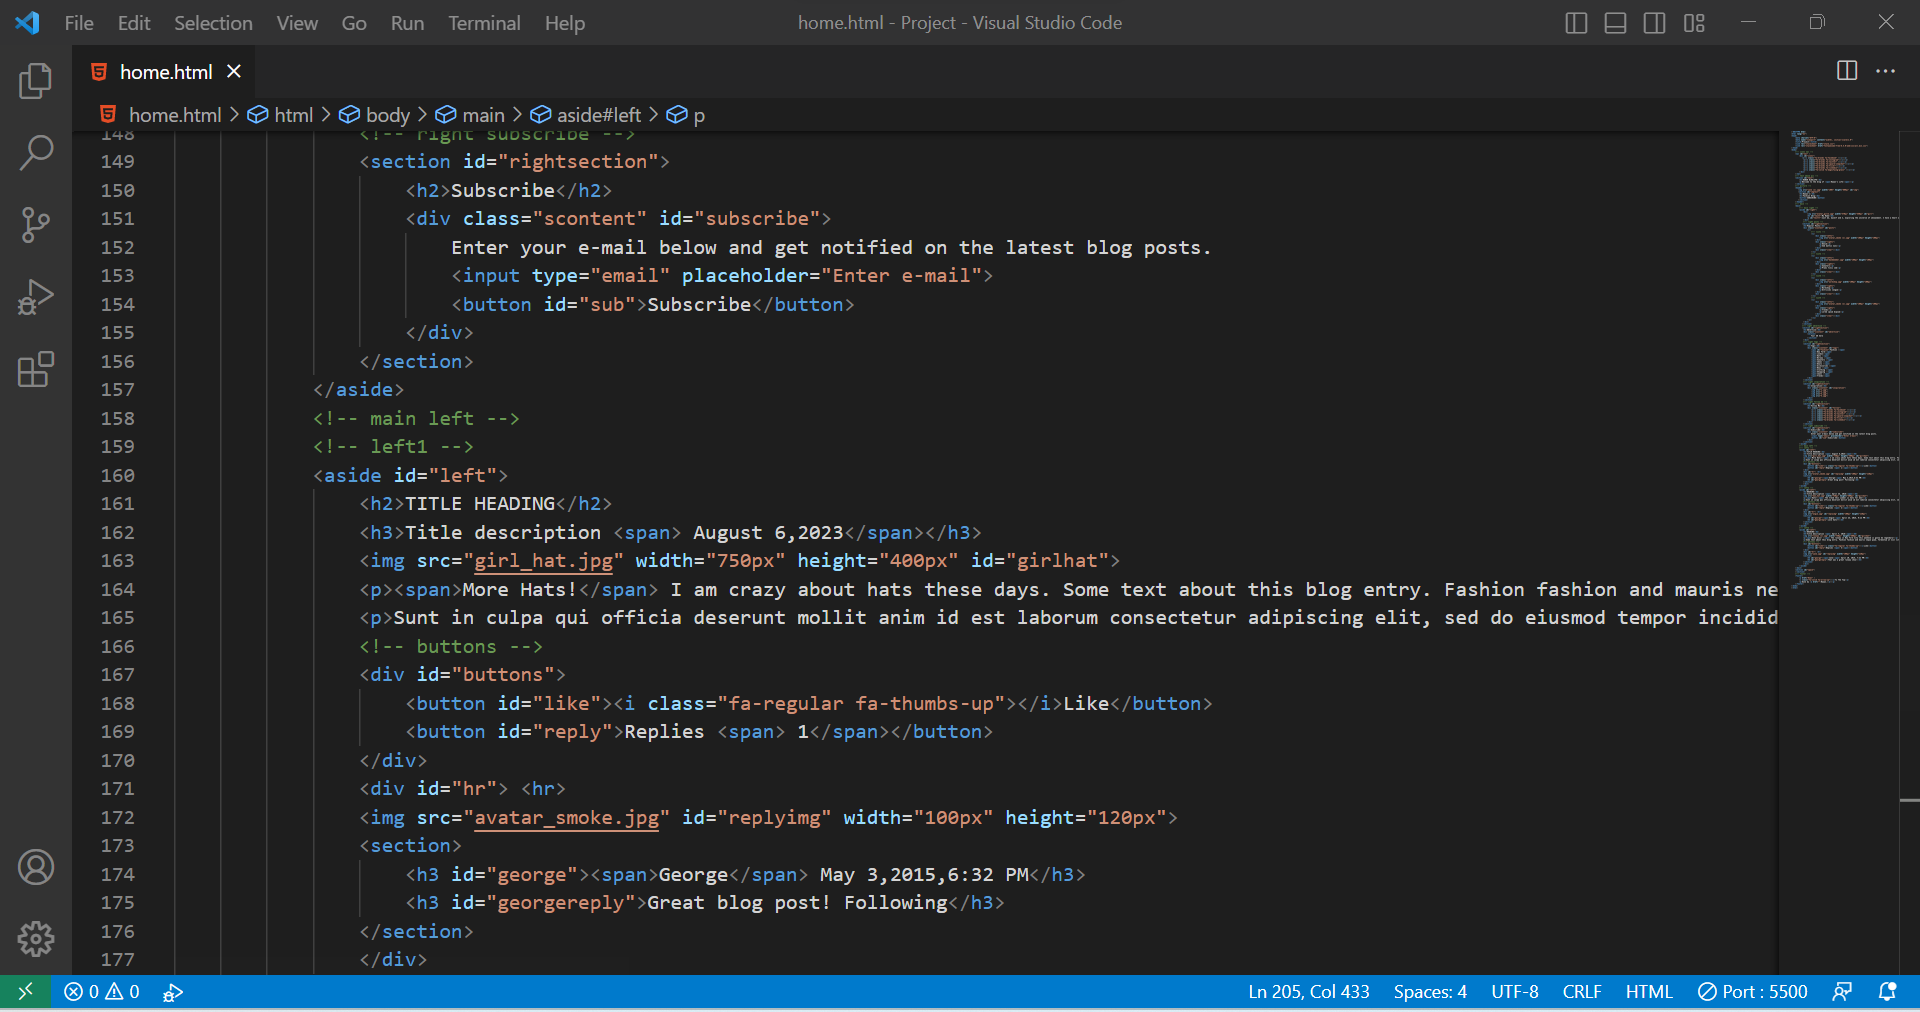 File Edit Selection View Go Run Terminal Help home.html - Project - Visual Studio Code
home.html
home.html > html > body > main > aside#left > p
148 <!-- right subscribe -->
149 <section id="rightsection">
150 <h2>Subscribe</h2>
151 <div class="scontent" id="subscribe">
152 Enter your e-mail below and get notified on the latest blog posts.
153 <input type="email" placeholder="Enter e-mail">
154 <button id="sub">Subscribe</button>
155 </div>
156 </section>
157 </aside>
158 <!-- main left -->
159 <!-- left1 -->
160 <aside id="left">
161 <h2>TITLE HEADING</h2>
162 <h3>Title description <span> August 6,2023</span></h3>
163 <img src="girl_hat.jpg" width="750px" height="400px" id="girlhat">
164 <p><span>More Hats!</span> I am crazy about hats these days. Some text about this blog entry. Fashion fashion and mauris ne
165 <p>Sunt in culpa qui officia deserunt mollit anim id est laborum consectetur adipiscing elit, sed do eiusmod tempor incidid
166 <!-- buttons -->
167 <div id="buttons">
168 <button id="like"><i class="fa-regular fa-thumbs-up"></i>Like</button>
169 <button id="reply">Replies <span> 1</span></button>
170 </div>
171 <div id="hr"> <hr>
172 <img src="avatar_smoke.jpg" id="replyimg" width="100px" height="120px">
173 <section>
174 <h3 id="george"><span>George</span> May 3,2015,6:32 PM</h3>
175 <h3 id="georgereply">Great blog post! Following</h3>
176 </section>
177 </div>
0 0 Ln 205, Col 433 Spaces: 4 UTF-8 CRLF HTML Port : 5500